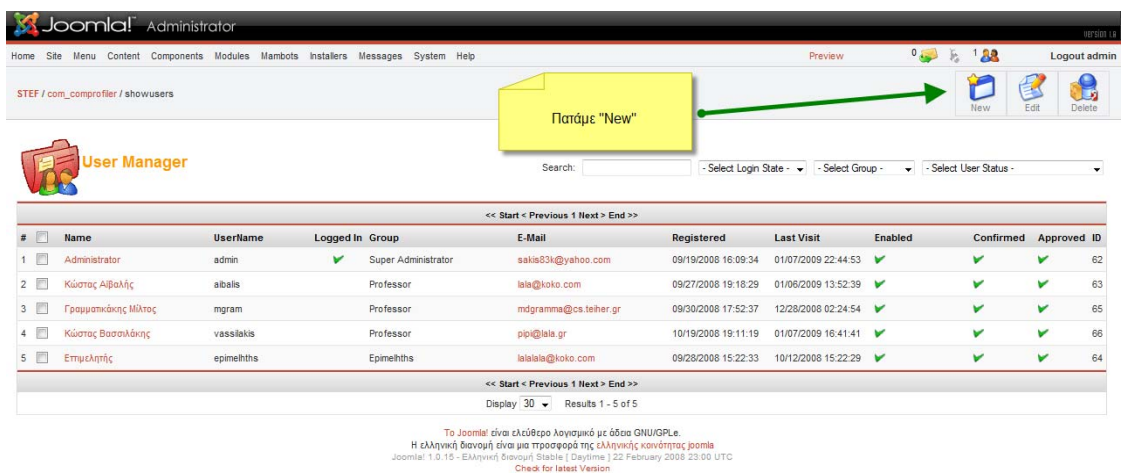 Joomla! Administrator
version 1.0
Home Site Menu Content Components Modules Mambots Installers Messages System Help Preview 0 1 Logout admin
STEF / com_comprofiler / showusers
Πατάμε "New"
New Edit Delete
User Manager
Search: - Select Login State - - Select Group - - Select User Status -
<< Start < Previous 1 Next > End >>
# Name UserName Logged In Group E-Mail Registered Last Visit Enabled Confirmed Approved ID
1 Administrator admin Super Administrator sakis83k@yahoo.com 09/19/2008 16:09:34 01/07/2009 22:44:53 62
2 Κώστας Αϊβαλής aibalis Professor lala@koko.com 09/27/2008 19:18:29 01/06/2009 13:52:39 63
3 Γραμματικάκης Μίλτος mgram Professor mdgramma@cs.teiher.gr 09/30/2008 17:52:37 12/28/2008 02:24:54 65
4 Κώστας Βασσιλάκης vassilakis Professor pipi@lala.gr 10/19/2008 19:11:19 01/07/2009 16:41:41 66
5 Επιμελητής epimelhths Epimelhths lalalala@koko.com 09/28/2008 15:22:33 10/12/2008 15:22:29 64
<< Start < Previous 1 Next > End >>
Display 30 Results 1 - 5 of 5
Το Joomla! είναι ελεύθερο λογισμικό με άδεια GNU/GPLe.
Η ελληνική διανομή είναι μια προσφορά της ελληνικής κοινότητας joomla
Joomla! 1.0.15 - Ελληνική διανομή Stable [ Daytime ] 22 February 2008 23:00 UTC
Check for latest Version